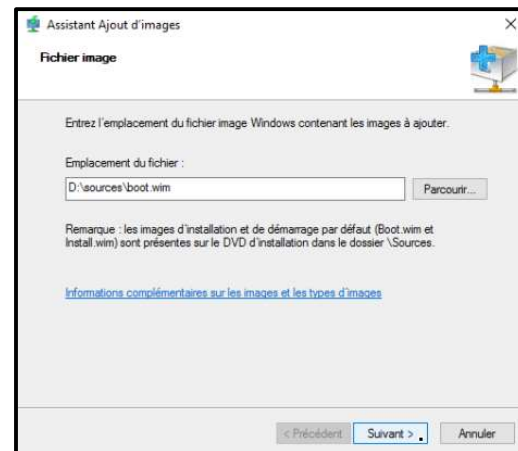 Assistant Ajout d'images
Fichier image
Entrez l'emplacement du fichier image Windows contenant les images à ajouter.
Emplacement du fichier :
D:\sources\boot.wim
Parcourir...
Remarque : les images d'installation et de démarrage par défaut (Boot.wim et
Install.wim) sont présentes sur le DVD d'installation dans le dossier \Sources.
Informations complémentaires sur les images et les types d'images
< Précédent
Suivant >
Annuler